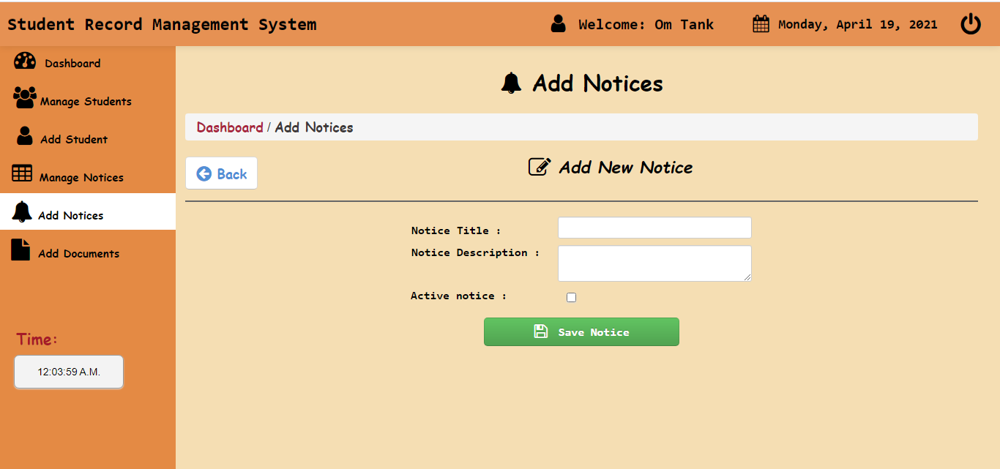 Student Record Management System
Welcome: Om Tank
Monday, April 19, 2021
Dashboard
Manage Students
Add Student
Manage Notices
Add Notices
Add Documents
Time:
12:03:59 A.M.
Add Notices
Dashboard / Add Notices
Back
Add New Notice
Notice Title :
Notice Description :
Active notice :
Save Notice